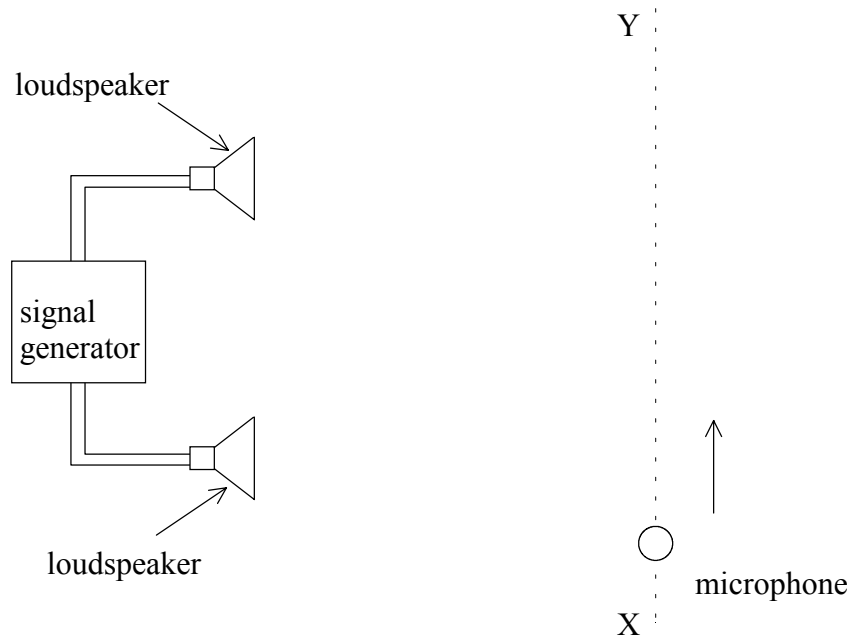 Y
loudspeaker
signal
generator
loudspeaker
microphone
X